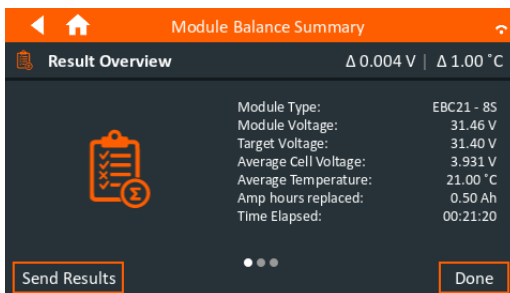 Module Balance Summary
Result Overview Δ 0.004 V | Δ 1.00 °C
Module Type: EBC21 - 8S
Module Voltage: 31.46 V
Target Voltage: 31.40 V
Average Cell Voltage: 3.931 V
Average Temperature: 21.00 °C
Amp hours replaced: 0.50 Ah
Time Elapsed: 00:21:20
Σ
Send Results Done